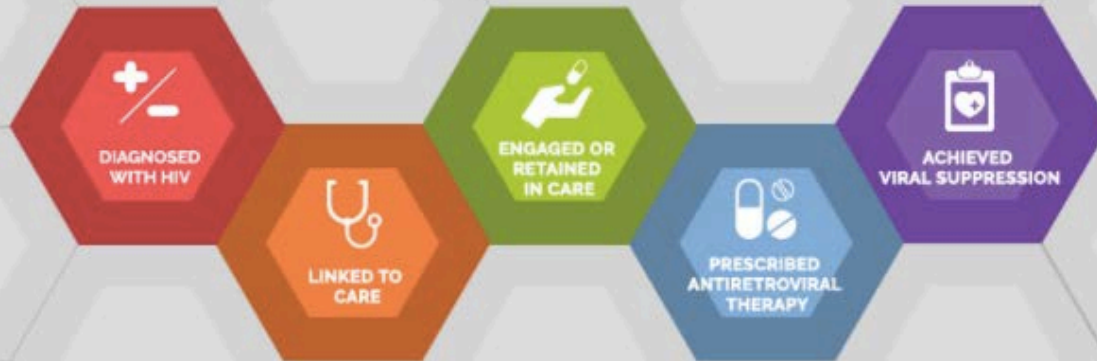 DIAGNOSED
WITH HIV
LINKED TO
CARE
ENGAGED OR
RETAINED
IN CARE
PRESCRIBED
ANTIRETROVIRAL
THERAPY
ACHIEVED
VIRAL SUPPRESSION